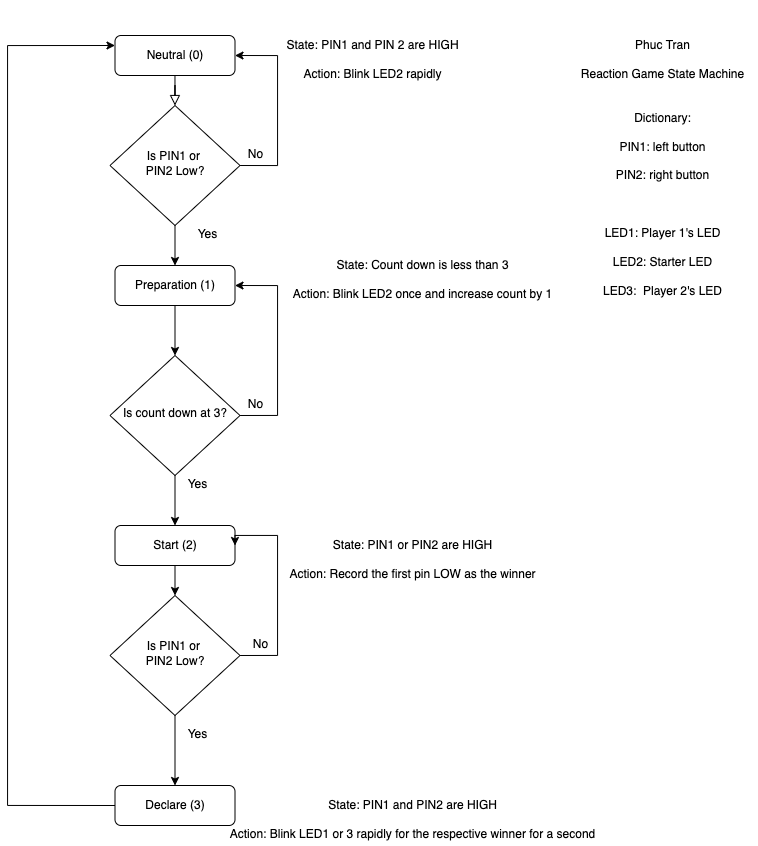 Neutral (0)
State: PIN1 and PIN 2 are HIGH
Action: Blink LED2 rapidly
Phuc Tran
Reaction Game State Machine
Dictionary:
PIN1: left button
PIN2: right button
LED1: Player 1's LED
LED2: Starter LED
LED3:  Player 2's LED
Is PIN1 or
PIN2 Low?
No
Yes
Preparation (1)
State: Count down is less than 3
Action: Blink LED2 once and increase count by 1
Is count down at 3?
No
Yes
Start (2)
State: PIN1 or PIN2 are HIGH
Action: Record the first pin LOW as the winner
Is PIN1 or
PIN2 Low?
No
Yes
Declare (3)
State: PIN1 and PIN2 are HIGH
Action: Blink LED1 or 3 rapidly for the respective winner for a second